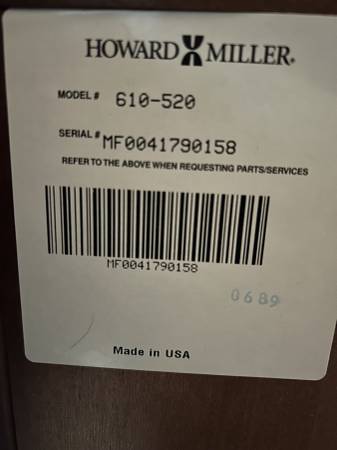 HOWARD MILLER®
MODEL # 610-520
SERIAL # MF0041790158
REFER TO THE ABOVE WHEN REQUESTING PARTS/SERVICES
MF0041790158
0689
Made in USA